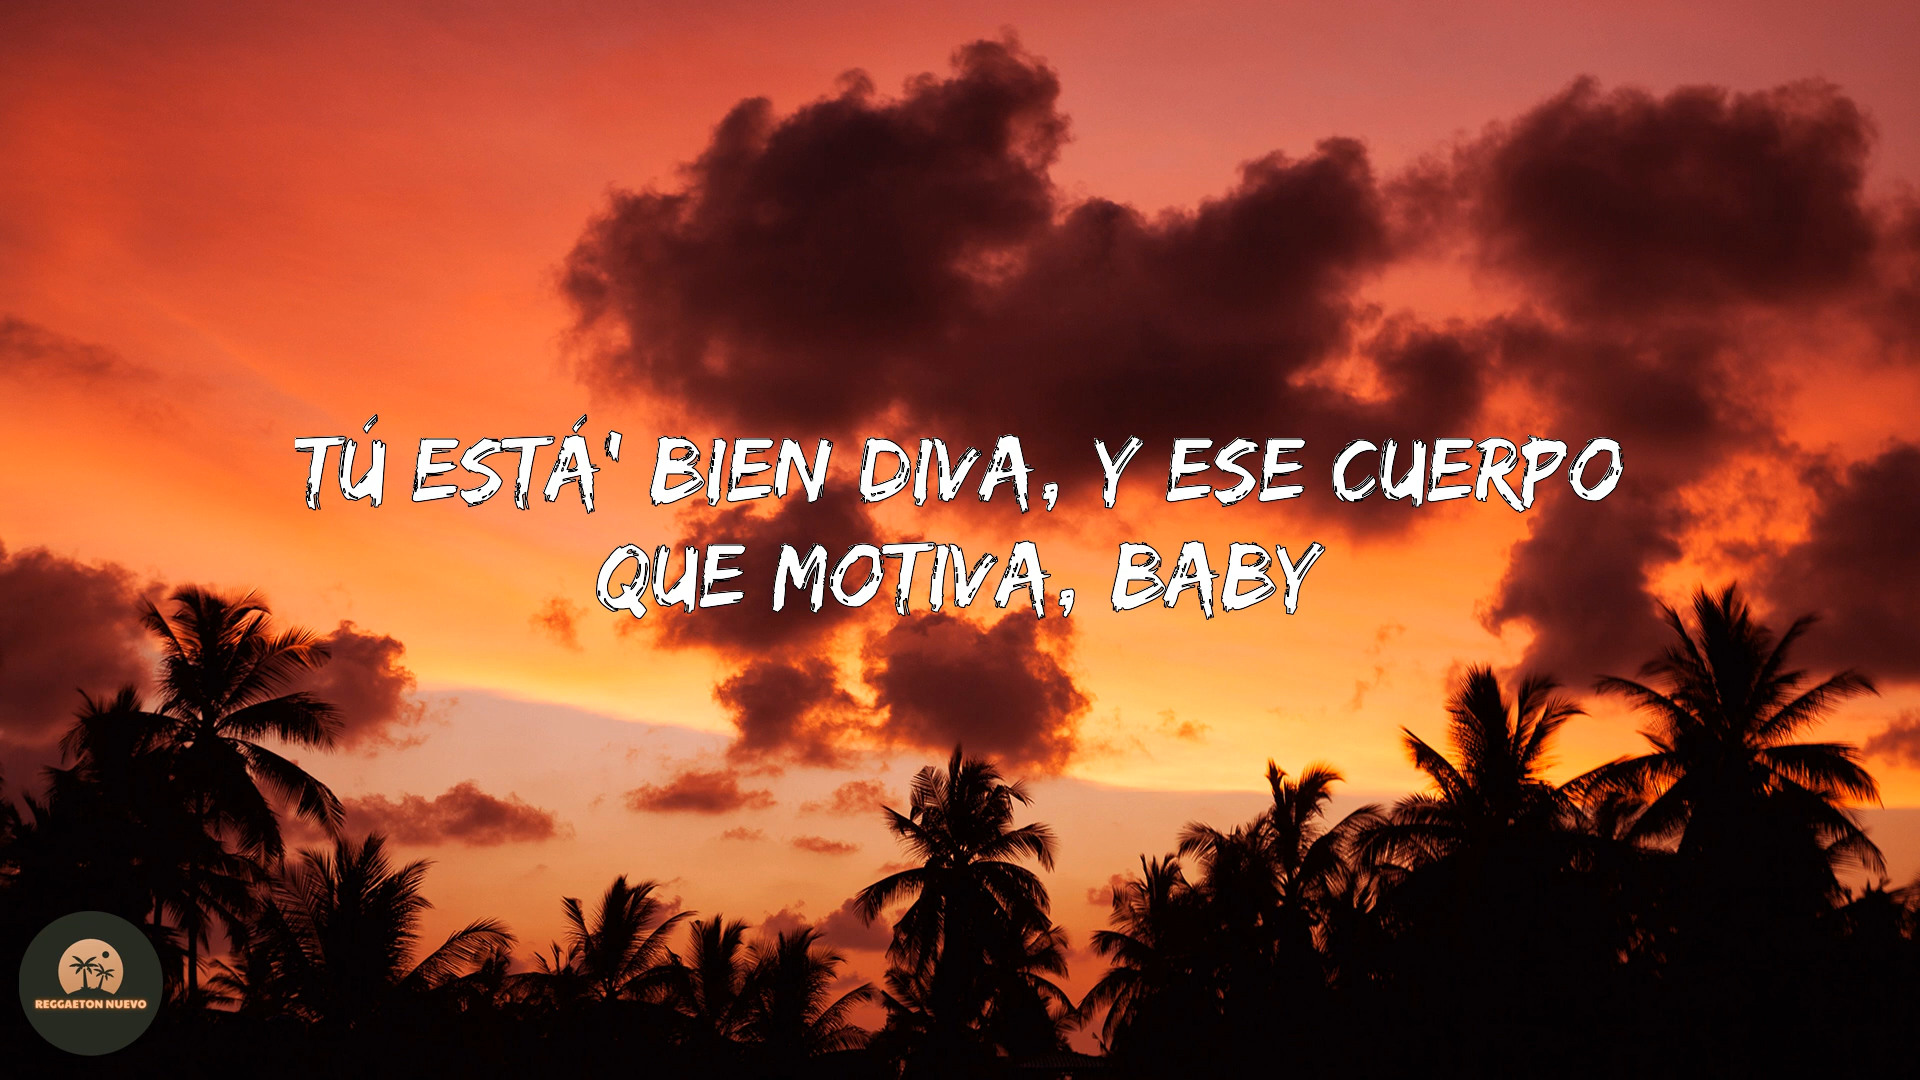 TÚ ESTÁ' BIEN DIVA, Y ESE CUERPO
QUE MOTIVA, BABY
REGGAETON NUEVO